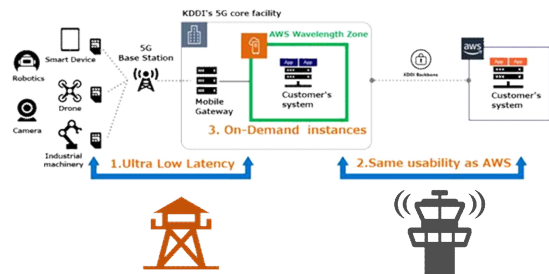 KDDI's 5G core facility
5G
Base Station
Smart Device
AWS Wavelength Zone
aws
App App
App App
KDDI Backbone
Robotics
Drone
Mobile
Gateway
Customer's
system
Customer's
system
Camera
3. On-Demand instances
Industrial
machinery
1.Ultra Low Latency
2.Same usability as AWS